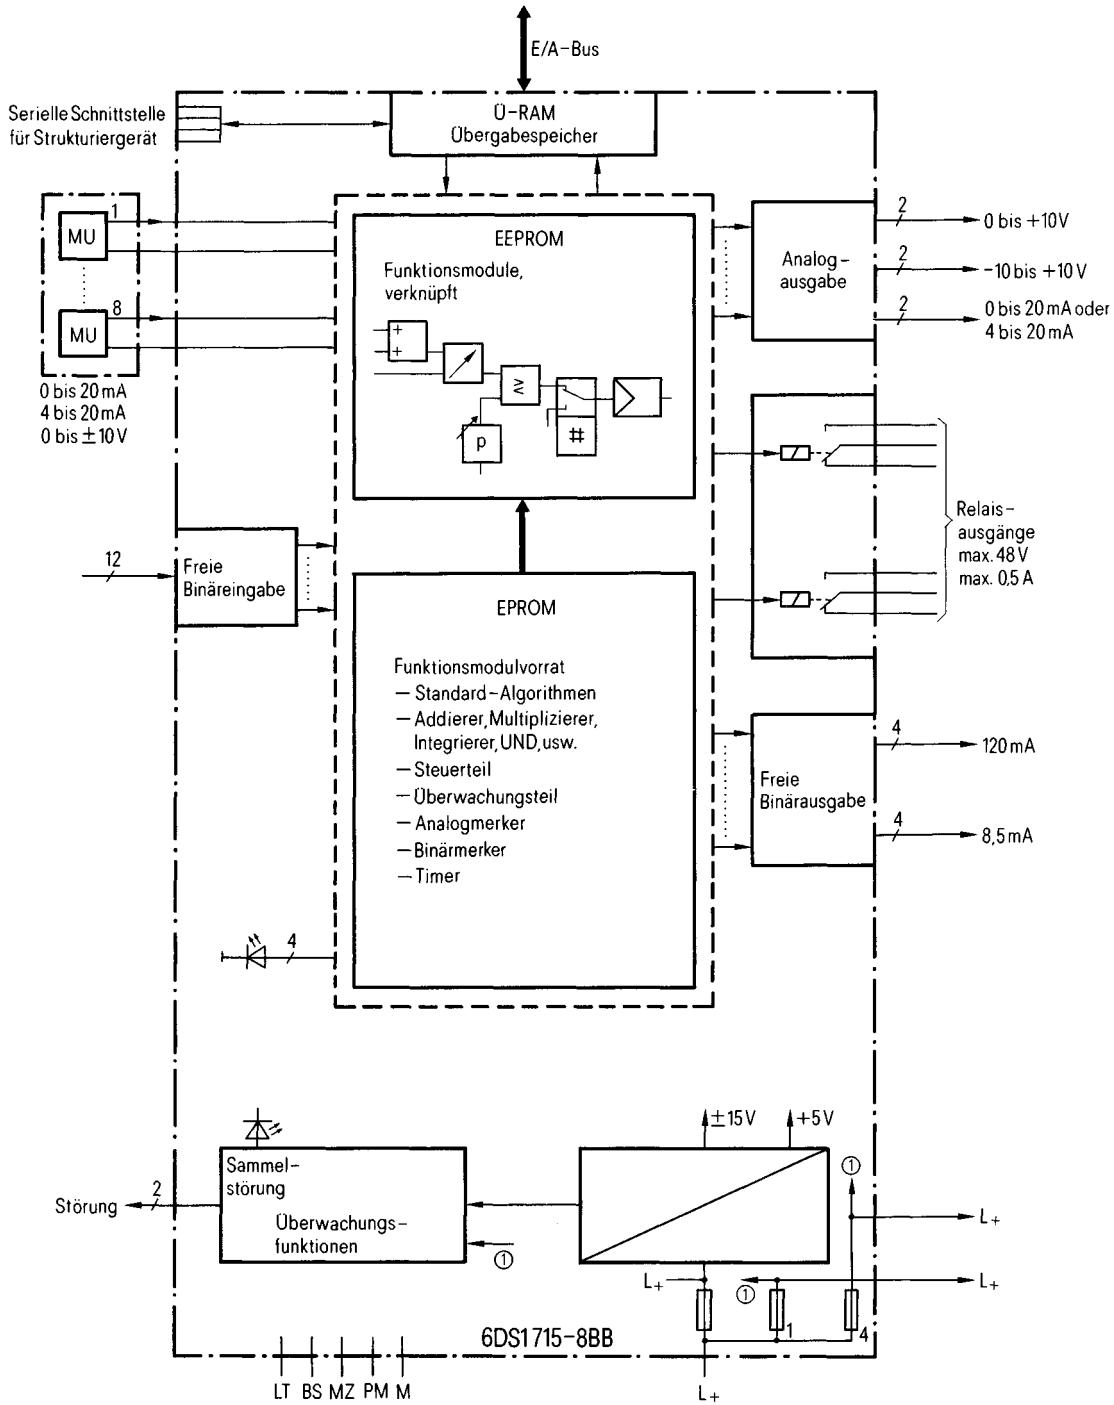 E/A-Bus
Serielle Schnittstelle
für Strukturiergerät
Ü-RAM
Übergabespeicher
MU
1
MU
8
0 bis 20 mA
4 bis 20 mA
0 bis ±10 V
EEPROM
Funktionsmodule,
verknüpft
+
+
≥
p
#
Analog-
ausgabe
2
0 bis +10V
2
-10 bis +10 V
2
0 bis 20 mA oder
4 bis 20 mA
Relais-
ausgänge
max. 48 V
max. 0,5 A
12
Freie
Binäreingabe
EPROM
Funktionsmodulvorrat
— Standard-Algorithmen
— Addierer, Multiplizierer,
Integrierer, UND, usw.
— Steuerteil
— Überwachungsteil
— Analogmerker
— Binärmerker
— Timer
4
Freie
Binärausgabe
4
120 mA
4
8,5 mA
±15 V
+5 V
Störung
2
Sammel-
störung
Überwachungs-
funktionen
①
①
L+
L+
①
L+
1
4
6DS1715-8BB
LT BS MZ PM M
L+